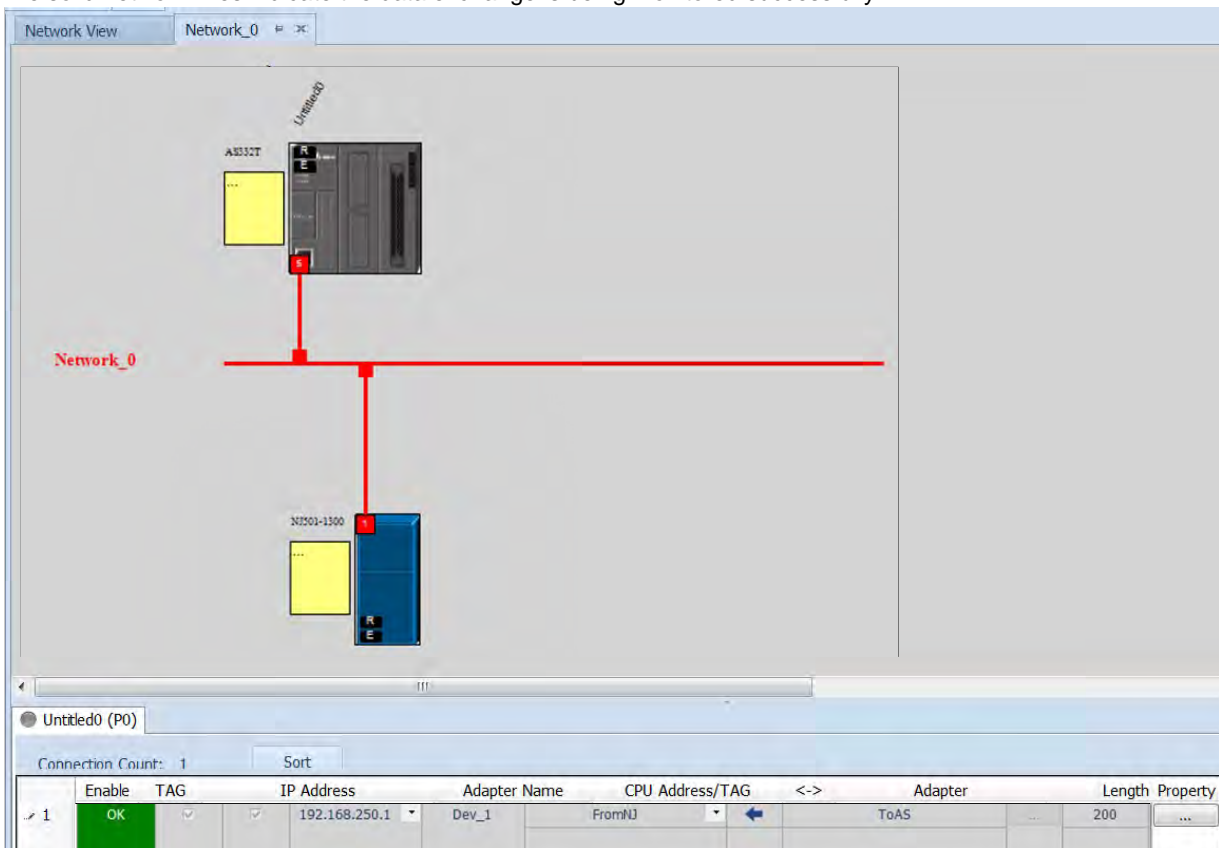 Network View
Network_0
Untitled0
AS332T
R
E
...
5
Network_0
NJ501-1300
1
...
R
E
Untitled0 (P0)
Connection Count: 1 Sort
Enable TAG IP Address Adapter Name CPU Address/TAG <-> Adapter Length Property
1 OK 192.168.250.1 Dev_1 FromNJ ToAS ... 200 ...